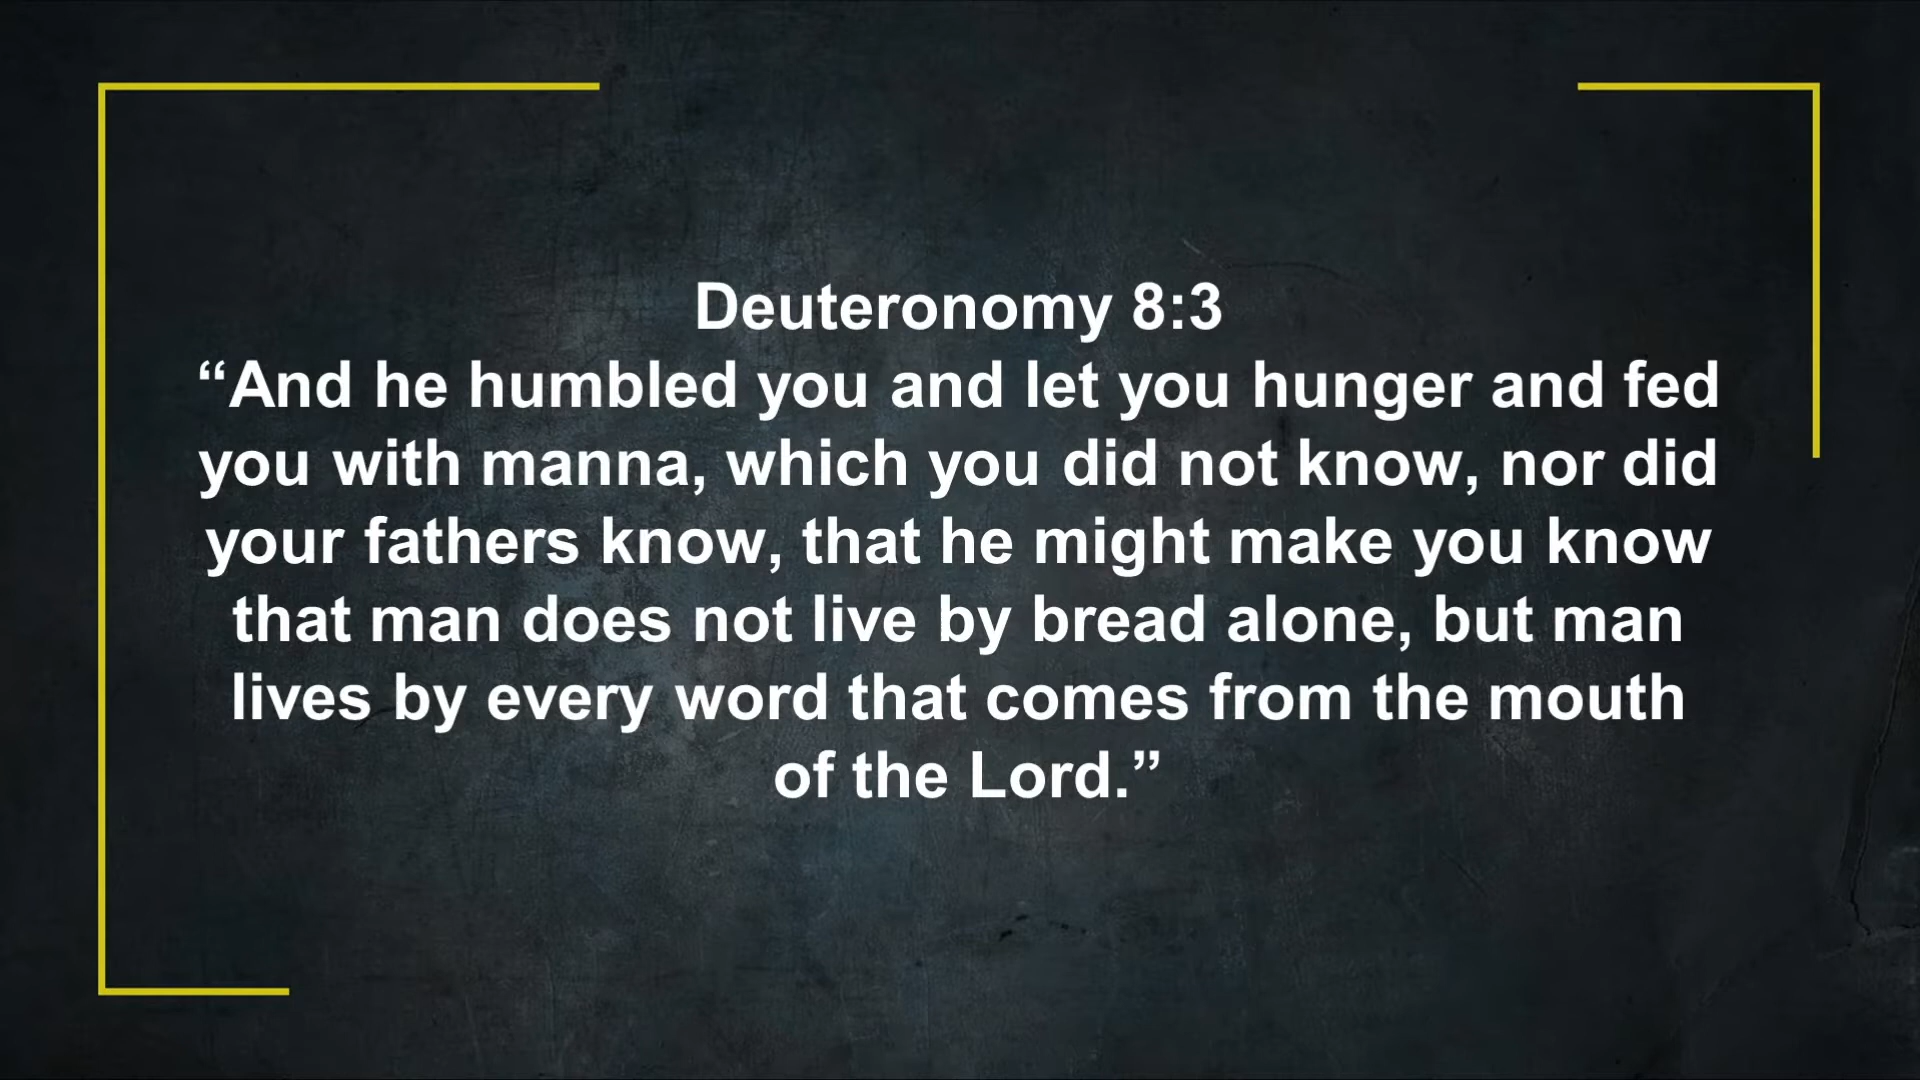 Deuteronomy 8:3
“And he humbled you and let you hunger and fed
you with manna, which you did not know, nor did
your fathers know, that he might make you know
that man does not live by bread alone, but man
lives by every word that comes from the mouth
of the Lord.”